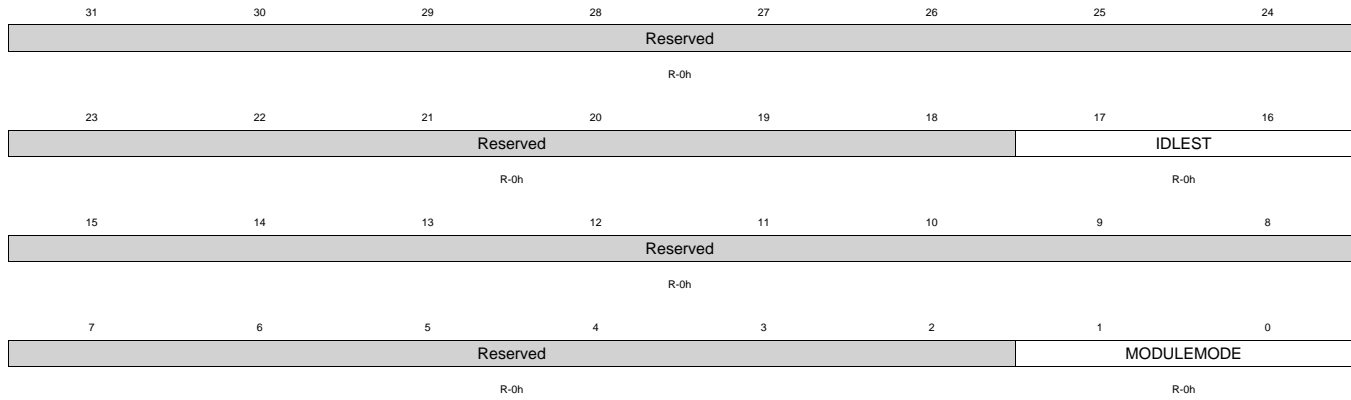 31 30 29 28 27 26 25 24
Reserved
R-0h
23 22 21 20 19 18 17 16
Reserved IDLEST
R-0h R-0h
15 14 13 12 11 10 9 8
Reserved
R-0h
7 6 5 4 3 2 1 0
Reserved MODULEMODE
R-0h R-0h